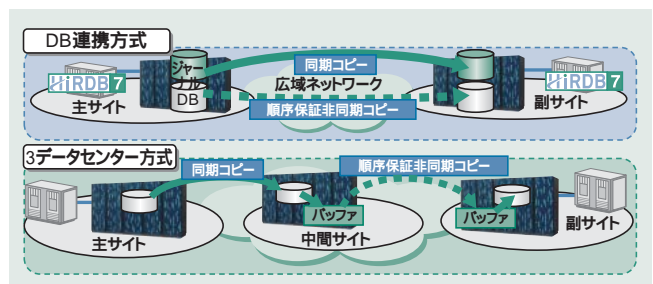 DB連携方式
HiRDB 7
主サイト
ジャー
ナル
DB
同期コピー
広域ネットワーク
順序保証非同期コピー
HiRDB 7
副サイト
3データセンター方式
同期コピー
順序保証非同期コピー
主サイト
バッファ
中間サイト
バッファ
副サイト